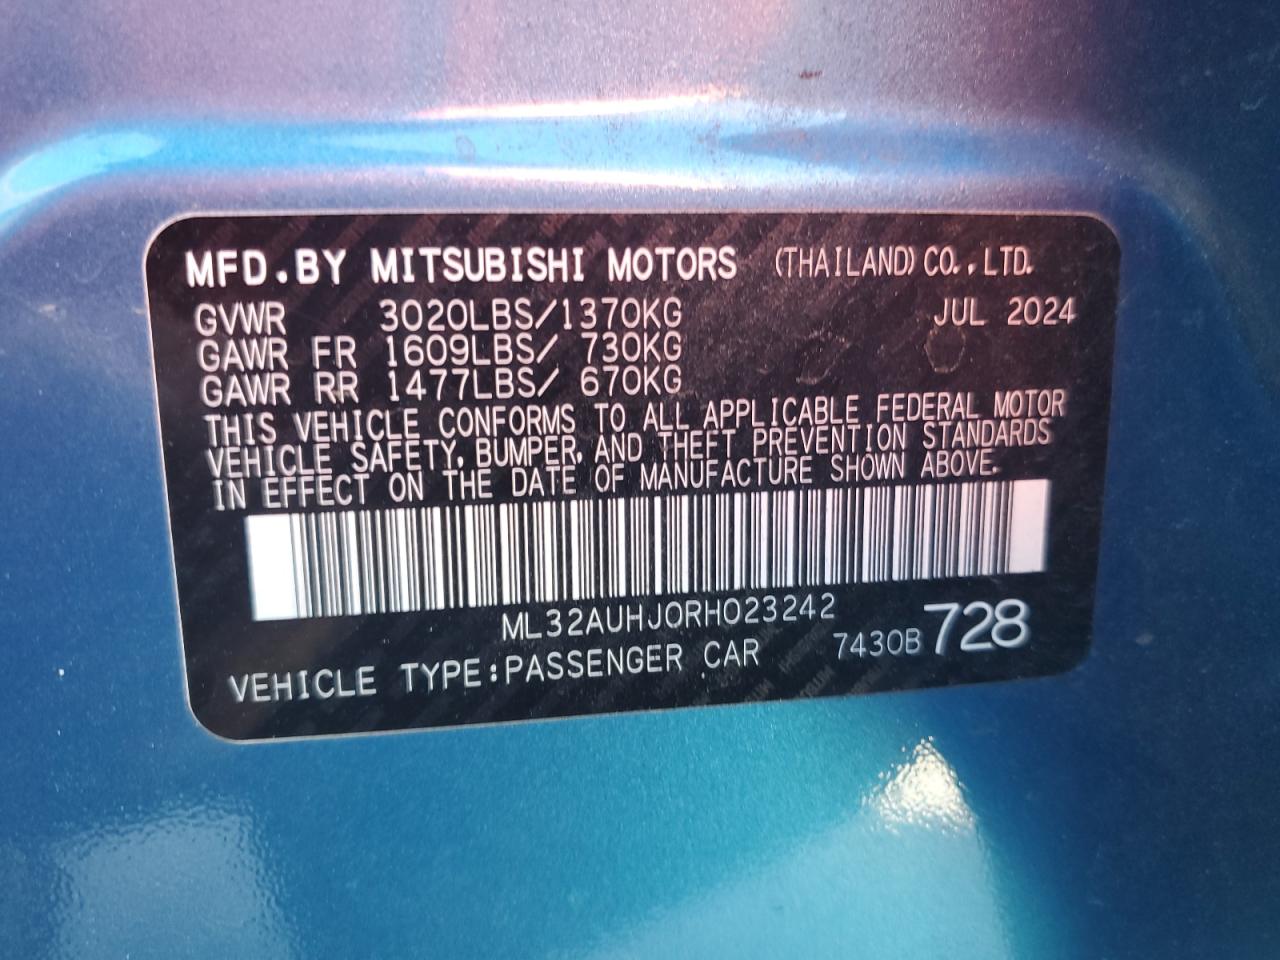 MFD.BY MITSUBISHI MOTORS (THAILAND) CO.,LTD.
GVWR 3020LBS/1370KG JUL 2024
GAWR FR 1609LBS/ 730KG
GAWR RR 1477LBS/ 670KG
THIS VEHICLE CONFORMS TO ALL APPLICABLE FEDERAL MOTOR
VEHICLE SAFETY, BUMPER, AND THEFT PREVENTION STANDARDS
IN EFFECT ON THE DATE OF MANUFACTURE SHOWN ABOVE.
ML32AUHJ0RH023242
VEHICLE TYPE:PASSENGER CAR 7430B728